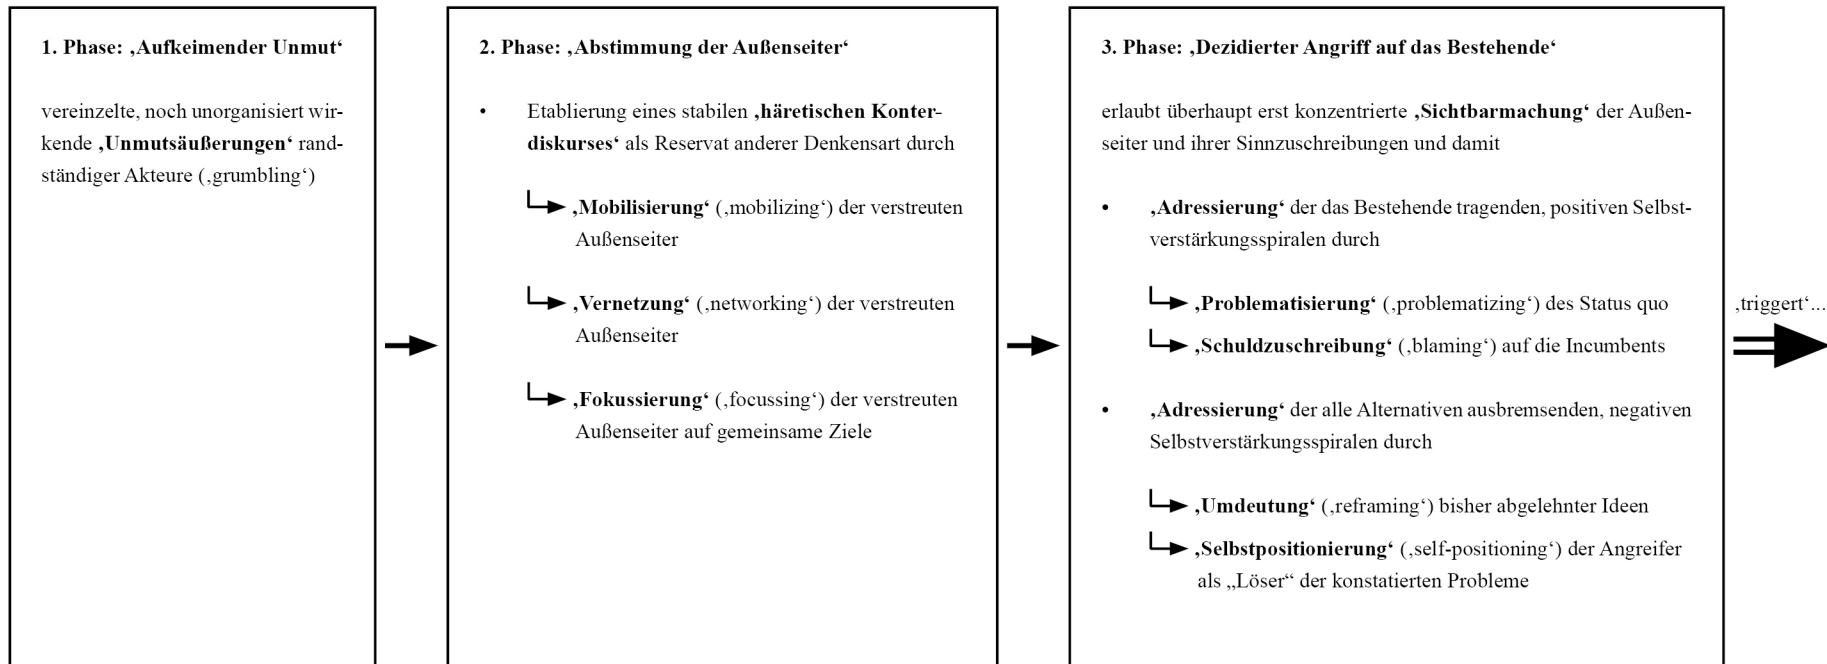 1. Phase: ‚Aufkeimender Unmut‘
vereinzelte, noch unorganisiert wir-
kende ‚Unmutsäußerungen‘ rand-
ständiger Akteure (‚grumbling‘)
2. Phase: ‚Abstimmung der Außenseiter‘
• Etablierung eines stabilen ‚häretischen Konter-
diskurses‘ als Reservat anderer Denkensart durch
‚Mobilisierung‘ (‚mobilizing‘) der verstreuten
Außenseiter
‚Vernetzung‘ (‚networking‘) der verstreuten
Außenseiter
‚Fokussierung‘ (‚focussing‘) der verstreuten
Außenseiter auf gemeinsame Ziele
3. Phase: ‚Dezidierter Angriff auf das Bestehende‘
erlaubt überhaupt erst konzentrierte ‚Sichtbarmachung‘ der Außen-
seiter und ihrer Sinnzuschreibungen und damit
• ‚Adressierung‘ der das Bestehende tragenden, positiven Selbst-
verstärkungsspiralen durch
‚Problematisierung‘ (‚problematizing‘) des Status quo
‚Schuldzuschreibung‘ (‚blaming‘) auf die Incumbents
• ‚Adressierung‘ der alle Alternativen ausbremsenden, negativen
Selbstverstärkungsspiralen durch
‚Umdeutung‘ (‚reframing‘) bisher abgelehnter Ideen
‚Selbstpositionierung‘ (‚self-positioning‘) der Angreifer
als „Löser“ der konstatierten Probleme
‚triggert‘...